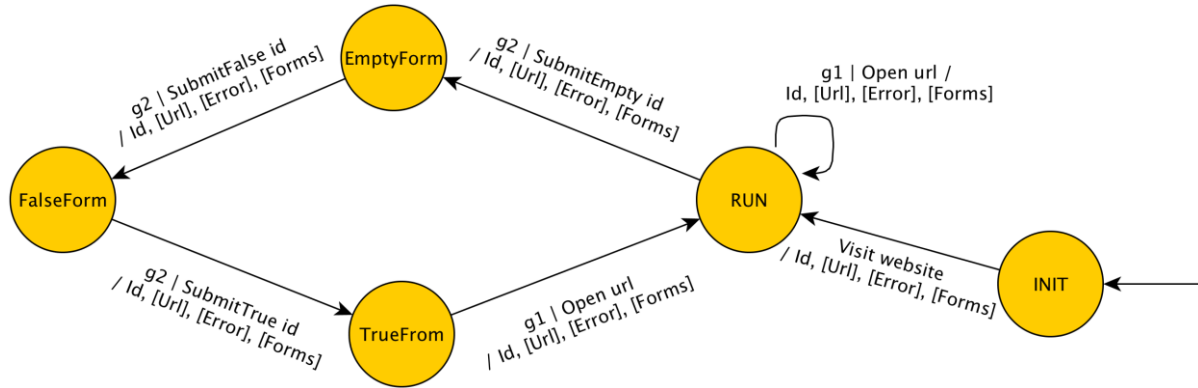 EmptyForm
g2 | SubmitFalse id
/ Id, [Url], [Error], [Forms]
g2 | SubmitEmpty id
/ Id, [Url], [Error], [Forms]
g1 | Open url /
Id, [Url], [Error], [Forms]
FalseForm
RUN
Visit website
/ Id, [Url], [Error], [Forms]
INIT
g2 | SubmitTrue id
/ Id, [Url], [Error], [Forms]
TrueFrom
g1 | Open url
/ Id, [Url], [Error], [Forms]